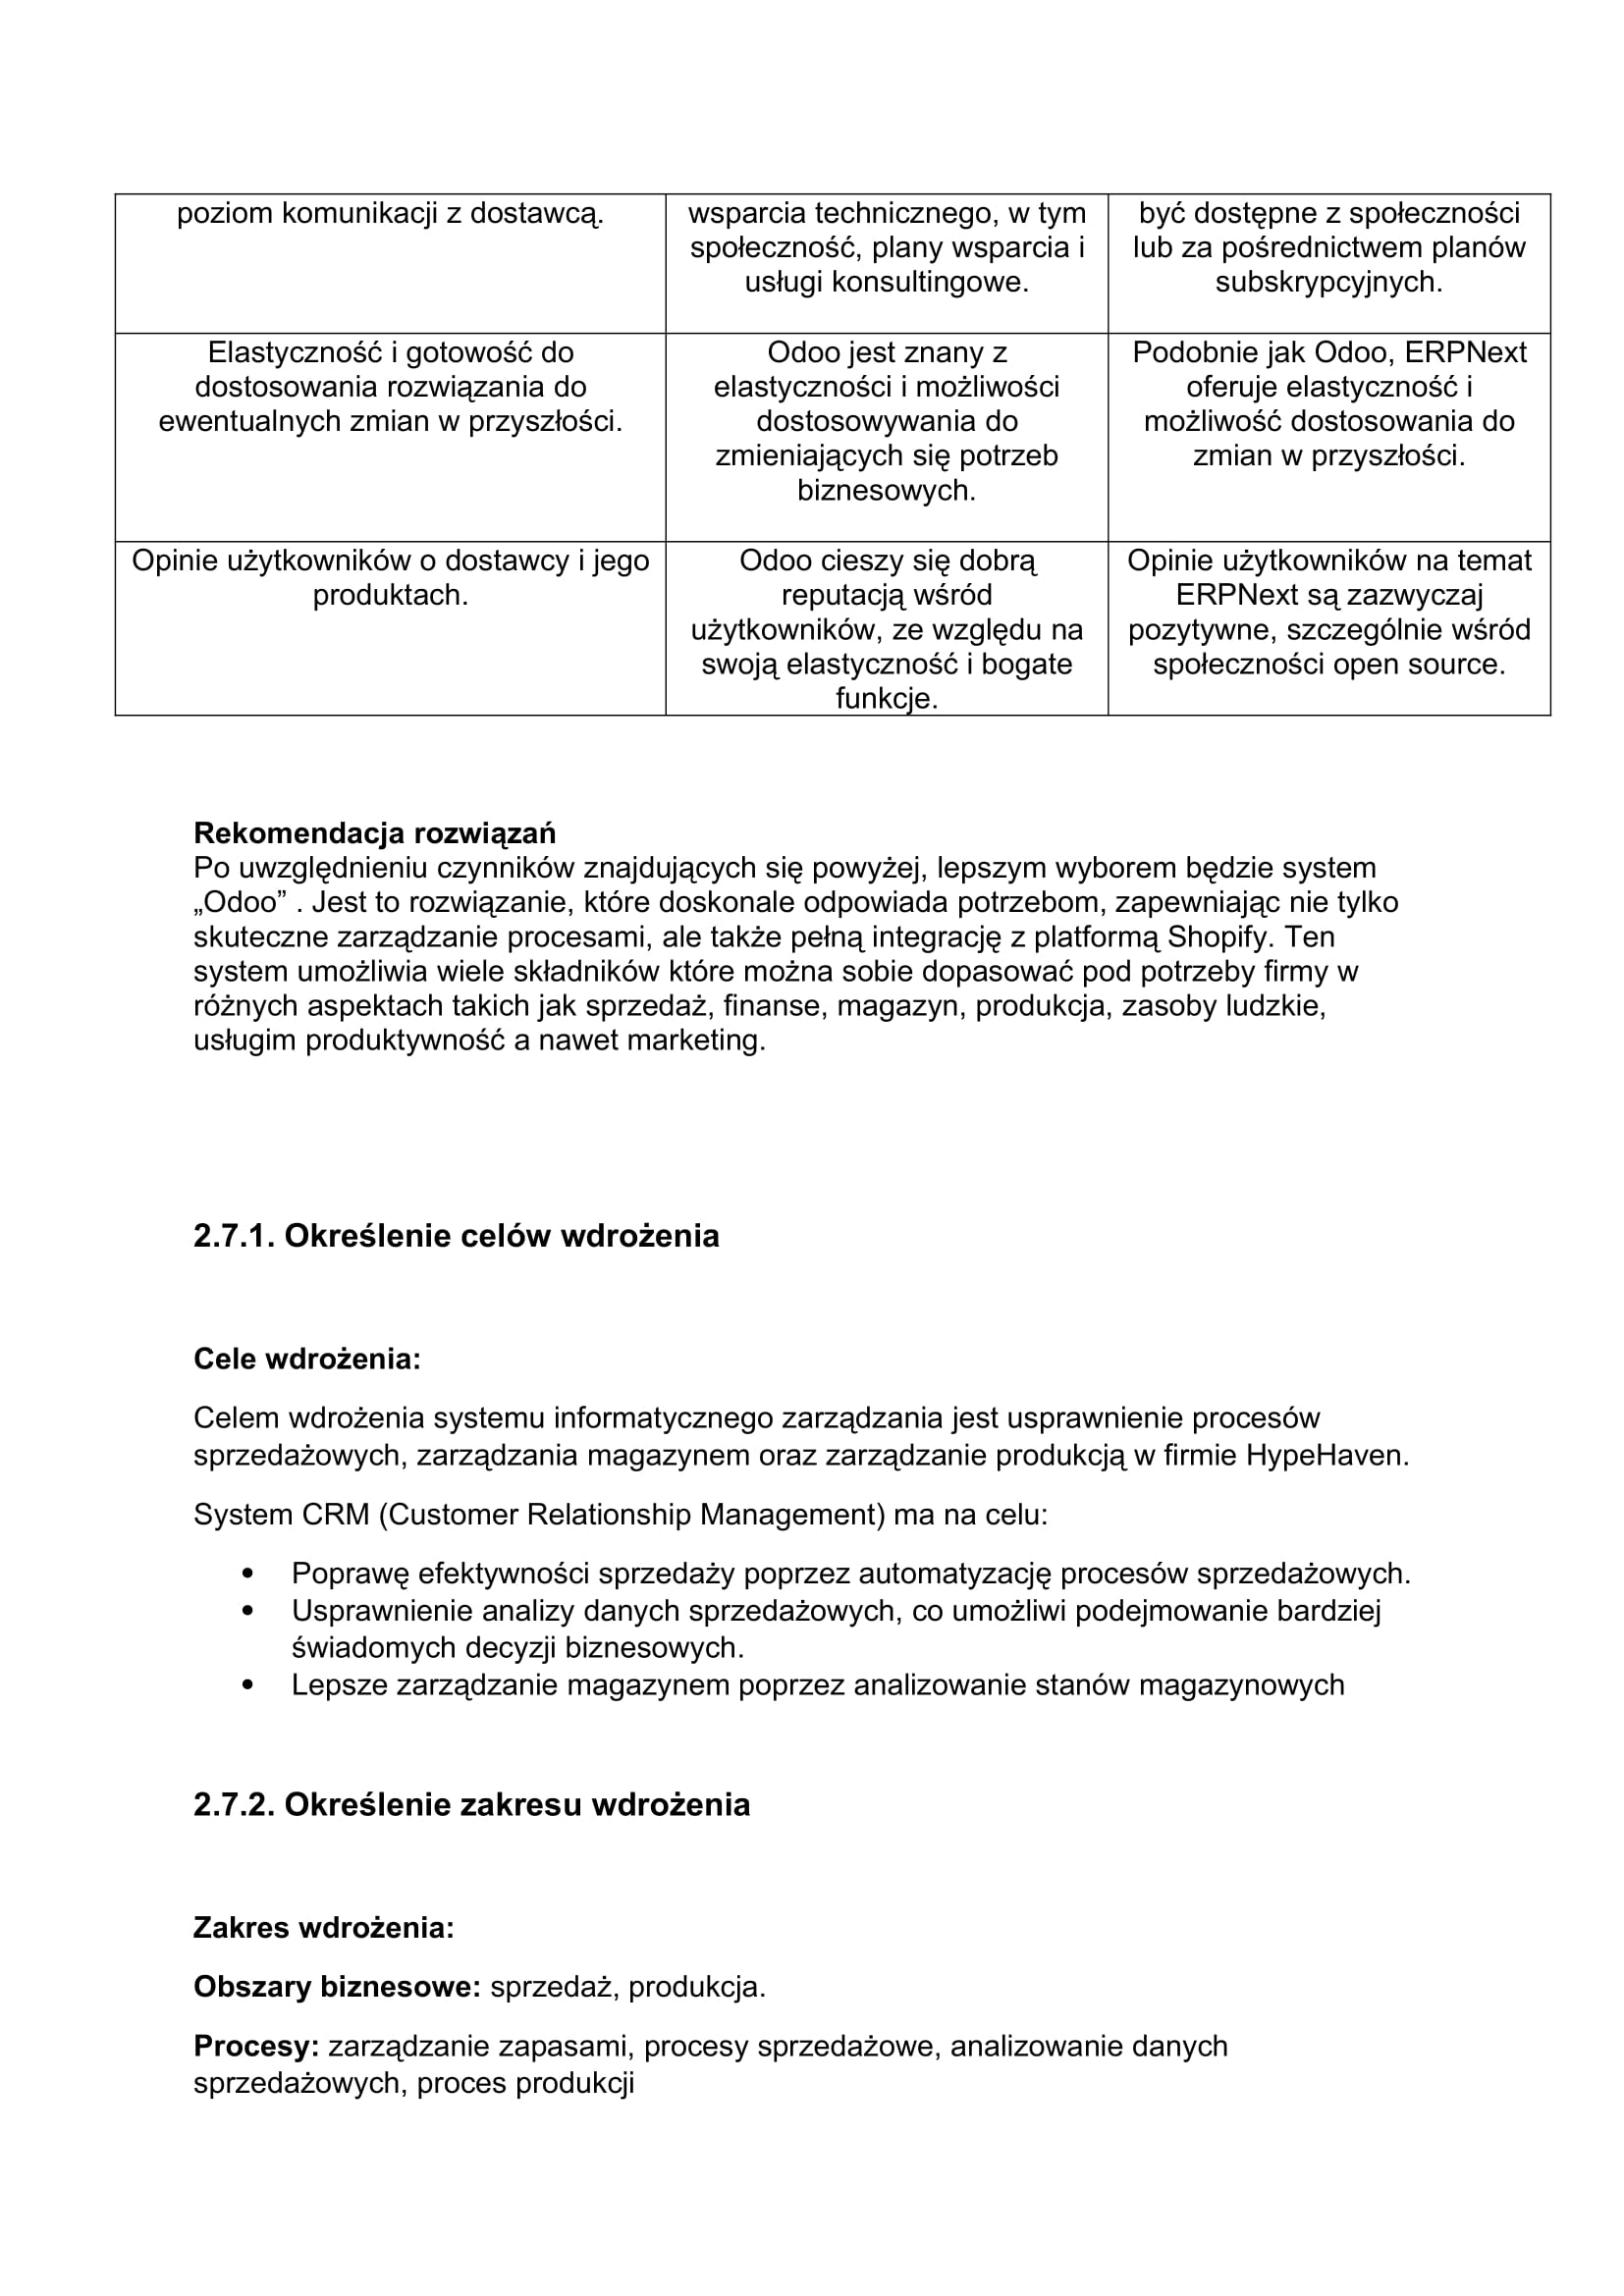 poziom komunikacji z dostawcą.
wsparcia technicznego, w tym
społeczność, plany wsparcia i
usługi konsultingowe.
być dostępne z społeczności
lub za pośrednictwem planów
subskrypcyjnych.
Elastyczność i gotowość do
dostosowania rozwiązania do
ewentualnych zmian w przyszłości.
Odoo jest znany z
elastyczności i możliwości
dostosowywania do
zmieniających się potrzeb
biznesowych.
Podobnie jak Odoo, ERPNext
oferuje elastyczność i
możliwość dostosowania do
zmian w przyszłości.
Opinie użytkowników o dostawcy i jego
produktach.
Odoo cieszy się dobrą
reputacją wśród
użytkowników, ze względu na
swoją elastyczność i bogate
funkcje.
Opinie użytkowników na temat
ERPNext są zazwyczaj
pozytywne, szczególnie wśród
społeczności open source.
Rekomendacja rozwiązań
Po uwzględnieniu czynników znajdujących się powyżej, lepszym wyborem będzie system
„Odoo” . Jest to rozwiązanie, które doskonale odpowiada potrzebom, zapewniając nie tylko
skuteczne zarządzanie procesami, ale także pełną integrację z platformą Shopify. Ten
system umożliwia wiele składników które można sobie dopasować pod potrzeby firmy w
różnych aspektach takich jak sprzedaż, finanse, magazyn, produkcja, zasoby ludzkie,
usługim produktywność a nawet marketing.
2.7.1. Określenie celów wdrożenia
Cele wdrożenia:
Celem wdrożenia systemu informatycznego zarządzania jest usprawnienie procesów
sprzedażowych, zarządzania magazynem oraz zarządzanie produkcją w firmie HypeHaven.
System CRM (Customer Relationship Management) ma na celu:
• Poprawę efektywności sprzedaży poprzez automatyzację procesów sprzedażowych.
• Usprawnienie analizy danych sprzedażowych, co umożliwi podejmowanie bardziej
świadomych decyzji biznesowych.
• Lepsze zarządzanie magazynem poprzez analizowanie stanów magazynowych
2.7.2. Określenie zakresu wdrożenia
Zakres wdrożenia:
Obszary biznesowe: sprzedaż, produkcja.
Procesy: zarządzanie zapasami, procesy sprzedażowe, analizowanie danych
sprzedażowych, proces produkcji